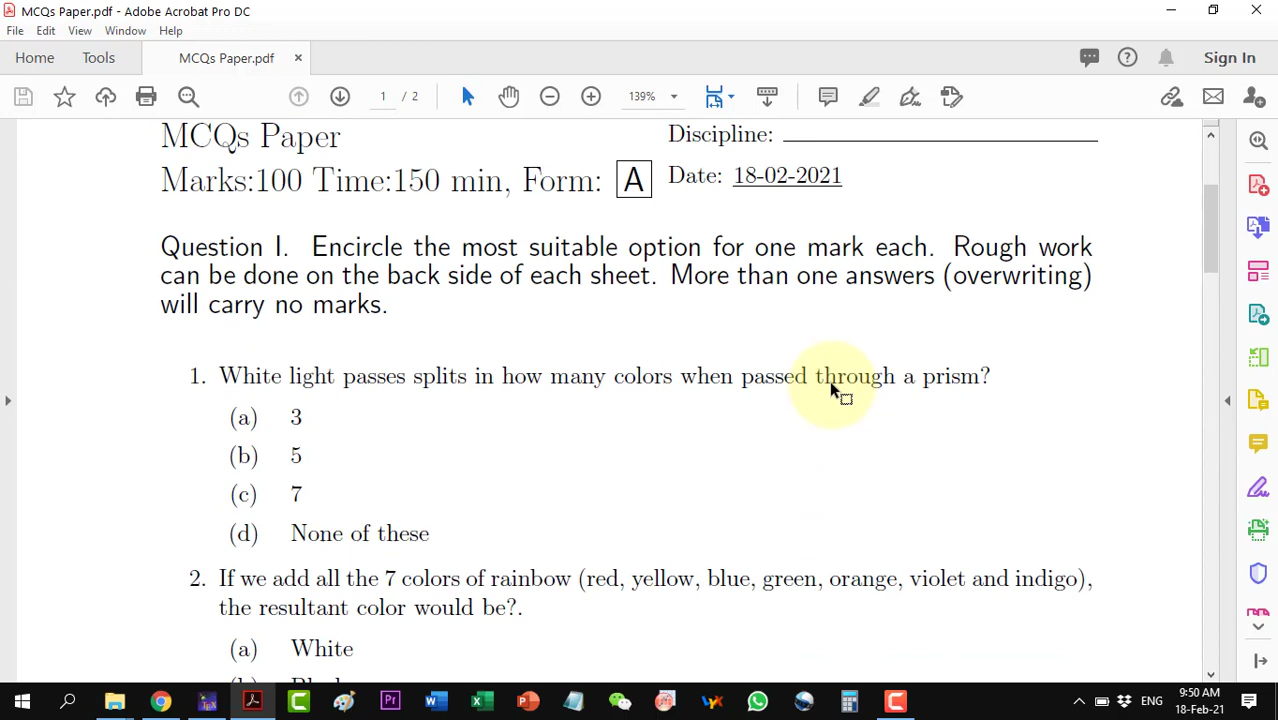 MCQs Paper.pdf - Adobe Acrobat Pro DC
File Edit View Window Help
Home Tools MCQs Paper.pdf × Sign In
1 / 2 139%
MCQs Paper
Discipline:
Marks:100 Time:150 min, Form: A
Date: 18-02-2021
Question I. Encircle the most suitable option for one mark each. Rough work
can be done on the back side of each sheet. More than one answers (overwriting)
will carry no marks.
1. White light passes splits in how many colors when passed through a prism?
(a) 3
(b) 5
(c) 7
(d) None of these
2. If we add all the 7 colors of rainbow (red, yellow, blue, green, orange, violet and indigo),
the resultant color would be?.
(a) White
ENG
9:50 AM
18-Feb-21